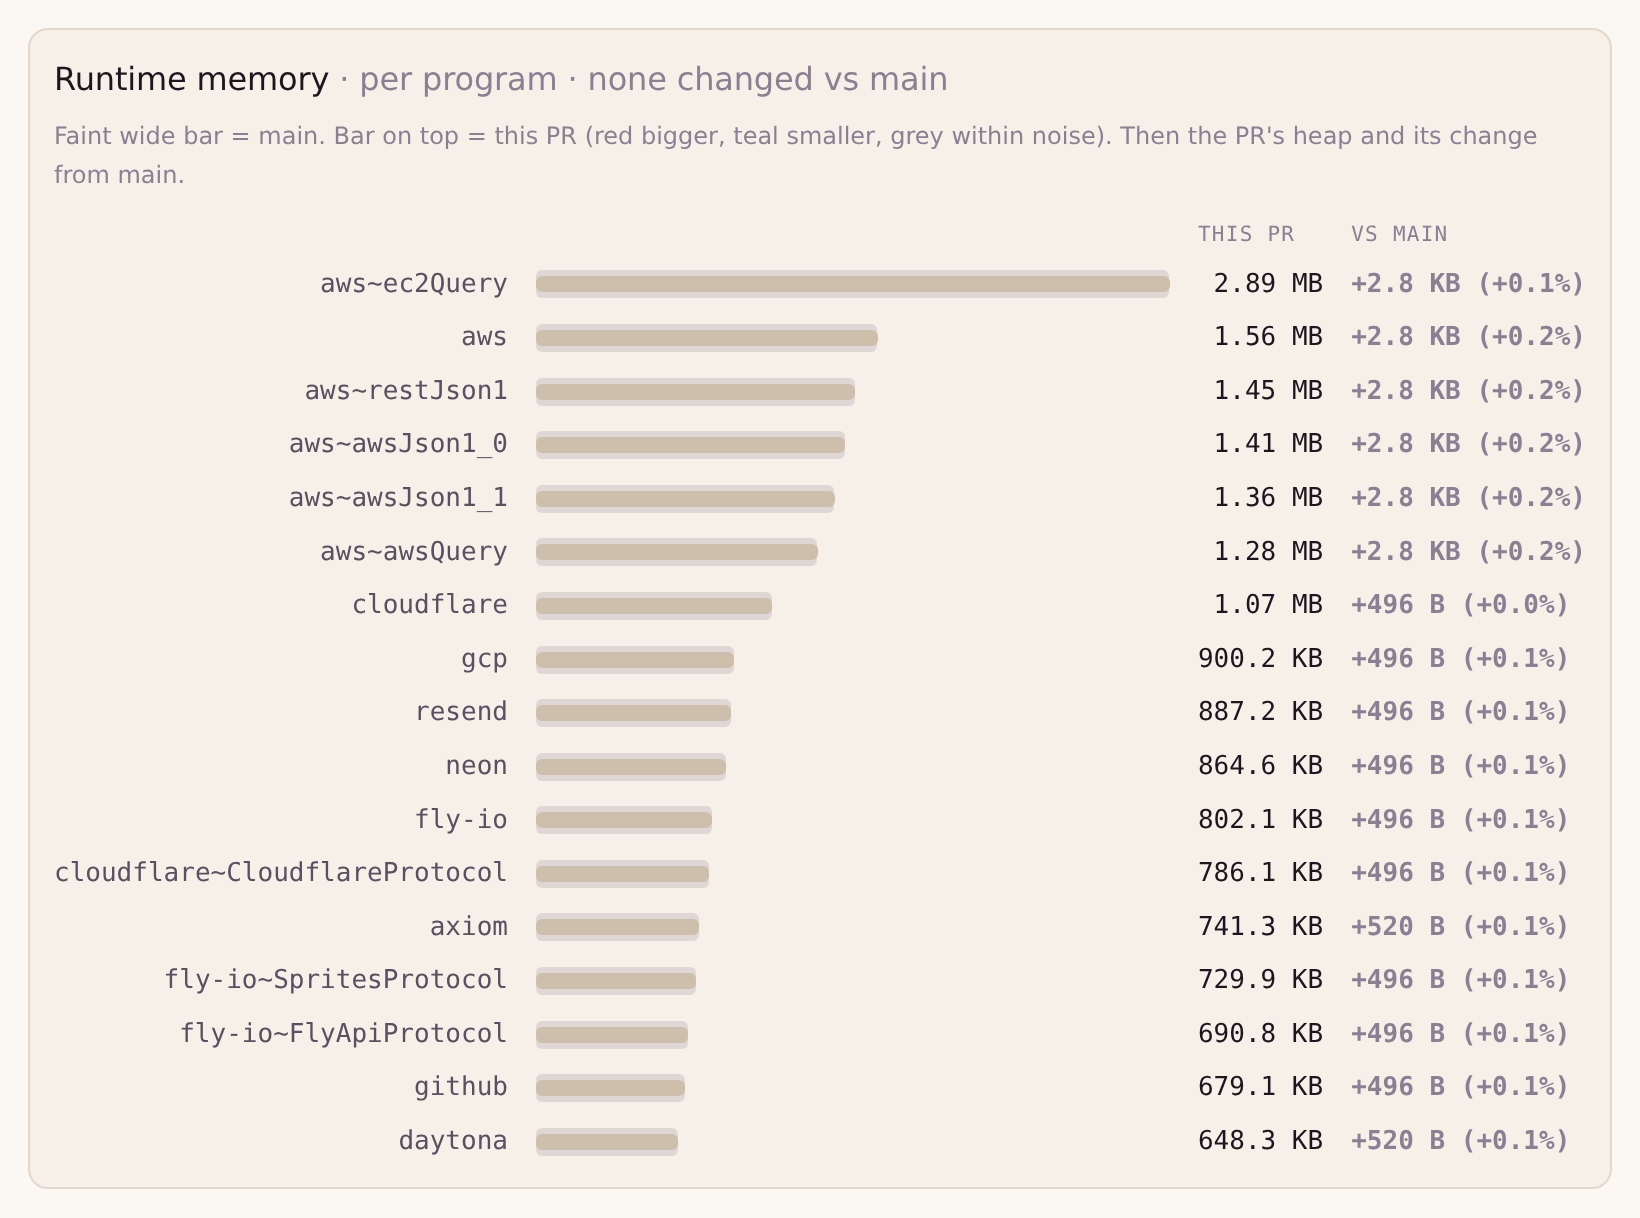 Runtime memory · per program · none changed vs main
Faint wide bar = main. Bar on top = this PR (red bigger, teal smaller, grey within noise). Then the PR's heap and its change
from main.
THIS PR VS MAIN
aws~ec2Query 2.89 MB +2.8 KB (+0.1%)
aws 1.56 MB +2.8 KB (+0.2%)
aws~restJson1 1.45 MB +2.8 KB (+0.2%)
aws~awsJson1_0 1.41 MB +2.8 KB (+0.2%)
aws~awsJson1_1 1.36 MB +2.8 KB (+0.2%)
aws~awsQuery 1.28 MB +2.8 KB (+0.2%)
cloudflare 1.07 MB +496 B (+0.0%)
gcp 900.2 KB +496 B (+0.1%)
resend 887.2 KB +496 B (+0.1%)
neon 864.6 KB +496 B (+0.1%)
fly-io 802.1 KB +496 B (+0.1%)
cloudflare~CloudflareProtocol 786.1 KB +496 B (+0.1%)
axiom 741.3 KB +520 B (+0.1%)
fly-io~SpritesProtocol 729.9 KB +496 B (+0.1%)
fly-io~FlyApiProtocol 690.8 KB +496 B (+0.1%)
github 679.1 KB +496 B (+0.1%)
daytona 648.3 KB +520 B (+0.1%)